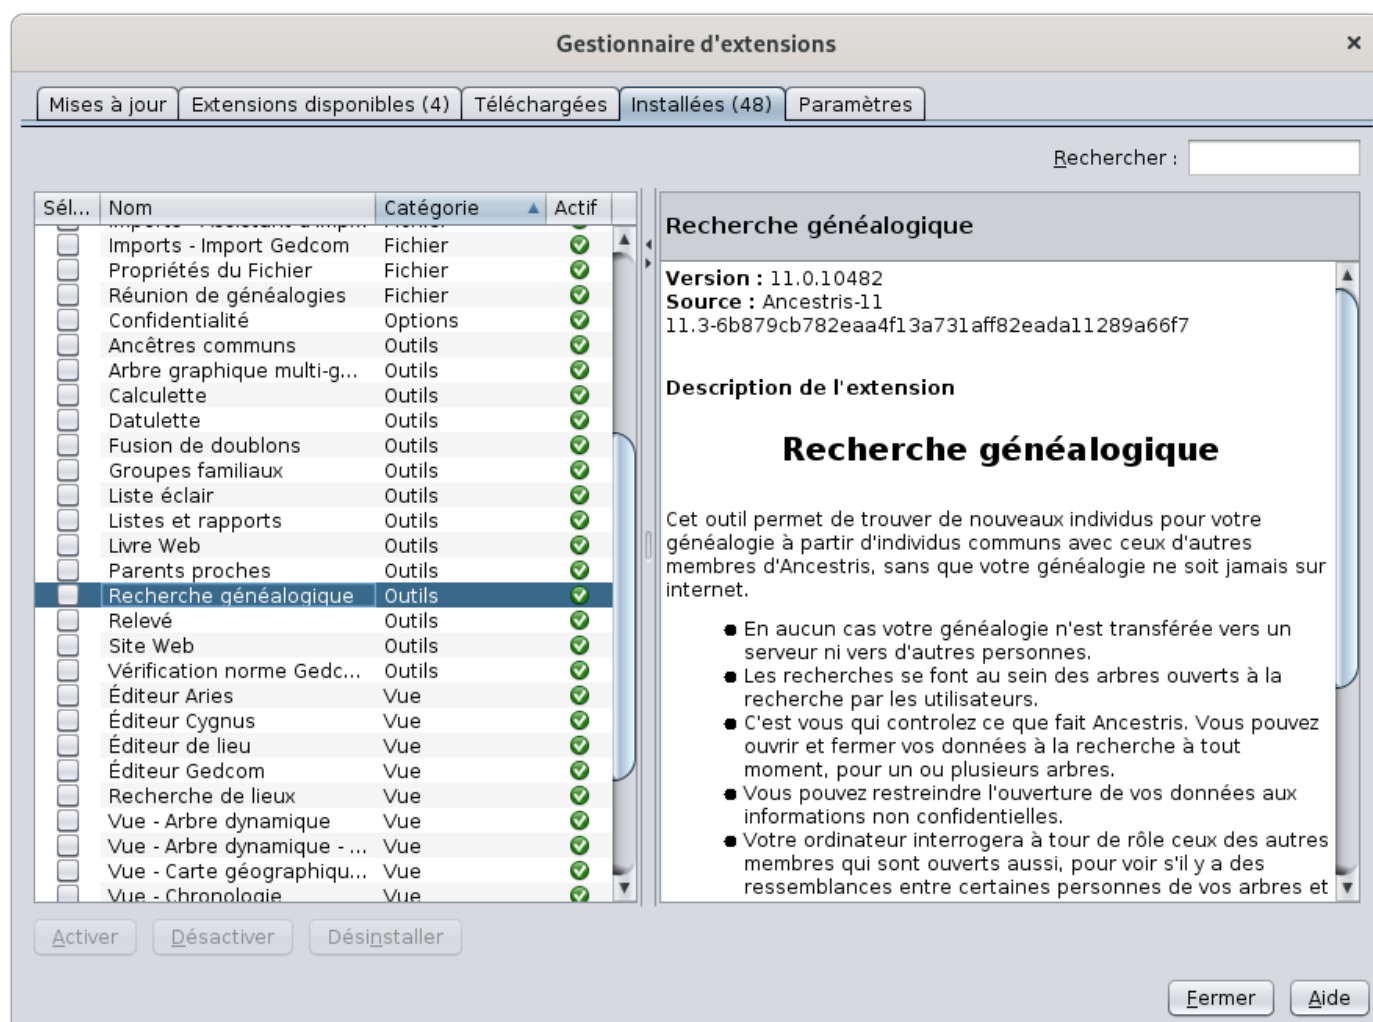 Gestionnaire d'extensions
Mises à jour Extensions disponibles (4) Téléchargées Installées (48) Paramètres
Rechercher :
Sél... Nom Catégorie Actif
Imports - Import Gedcom Fichier
Propriétés du Fichier Fichier
Réunion de généalogies Fichier
Confidentialité Options
Ancêtres communs Outils
Arbre graphique multi-g... Outils
Calculette Outils
Datulette Outils
Fusion de doublons Outils
Groupes familiaux Outils
Liste éclair Outils
Listes et rapports Outils
Livre Web Outils
Parents proches Outils
Recherche généalogique Outils
Relevé Outils
Site Web Outils
Vérification norme Gedc... Outils
Éditeur Aries Vue
Éditeur Cygnus Vue
Éditeur de lieu Vue
Éditeur Gedcom Vue
Recherche de lieux Vue
Vue - Arbre dynamique Vue
Vue - Arbre dynamique - ... Vue
Vue - Carte géographiqu... Vue
Vue - Chronologie Vue
Recherche généalogique
Version : 11.0.10482
Source : Ancestris-11
11.3-6b879cb782eaa4f13a731aff82eada11289a66f7
Description de l'extension
Recherche généalogique
Cet outil permet de trouver de nouveaux individus pour votre
généalogie à partir d'individus communs avec ceux d'autres
membres d'Ancestris, sans que votre généalogie ne soit jamais sur
internet.
En aucun cas votre généalogie n'est transférée vers un
serveur ni vers d'autres personnes.
Les recherches se font au sein des arbres ouverts à la
recherche par les utilisateurs.
C'est vous qui controlez ce que fait Ancestris. Vous pouvez
ouvrir et fermer vos données à la recherche à tout
moment, pour un ou plusieurs arbres.
Vous pouvez restreindre l'ouverture de vos données aux
informations non confidentielles.
Votre ordinateur interrogera à tour de rôle ceux des autres
membres qui sont ouverts aussi, pour voir s'il y a des
ressemblances entre certaines personnes de vos arbres et
Activer Désactiver Désinstaller
Fermer Aide